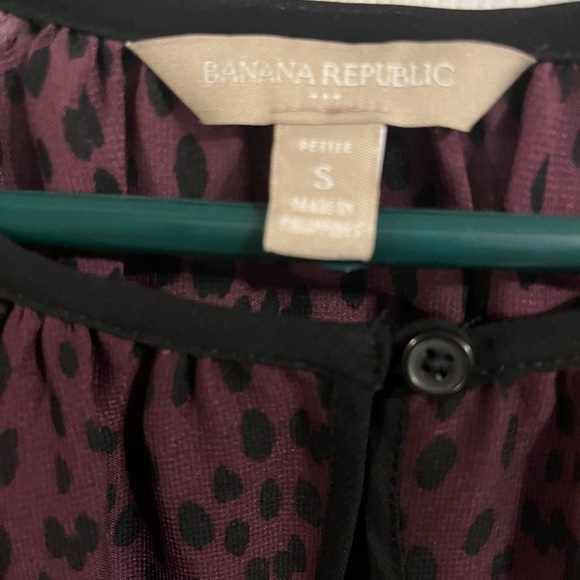 BANANA REPUBLIC
PETITE
S
MADE IN
PHILIPPINES